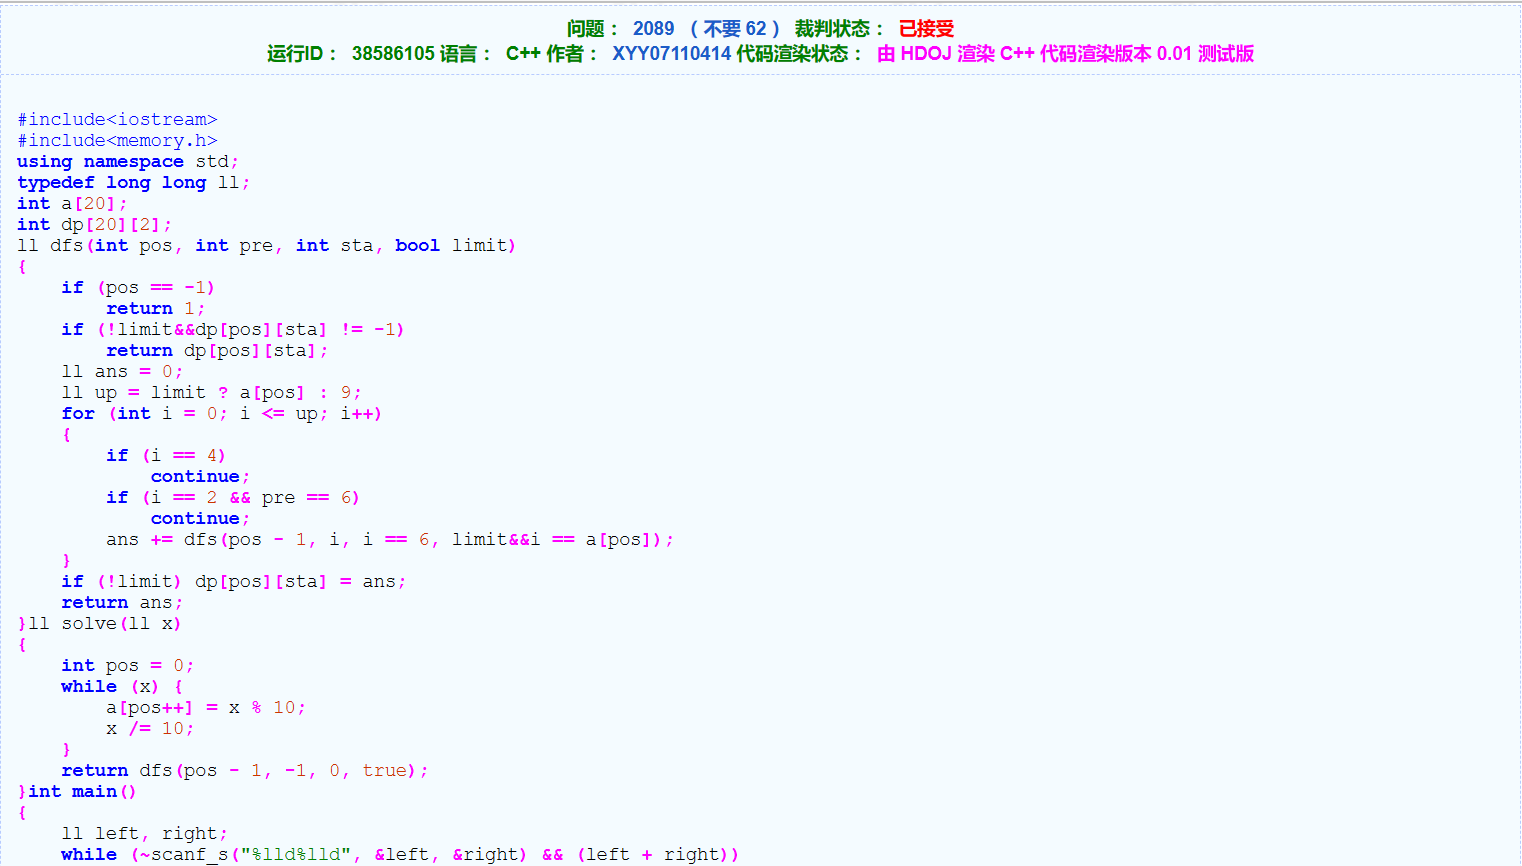 问题： 2089 （ 不要 62 ） 裁判状态： 已接受
运行ID： 38586105 语言： C++ 作者： XYY07110414 代码渲染状态： 由 HDOJ 渲染 C++ 代码渲染版本 0.01 测试版
#include<iostream>
#include<memory.h>
using namespace std;
typedef long long ll;
int a[20];
int dp[20][2];
ll dfs(int pos, int pre, int sta, bool limit)
{
    if (pos == -1)
        return 1;
    if (!limit&&dp[pos][sta] != -1)
        return dp[pos][sta];
    ll ans = 0;
    ll up = limit ? a[pos] : 9;
    for (int i = 0; i <= up; i++)
    {
        if (i == 4)
            continue;
        if (i == 2 && pre == 6)
            continue;
        ans += dfs(pos - 1, i, i == 6, limit&&i == a[pos]);
    }
    if (!limit) dp[pos][sta] = ans;
    return ans;
}ll solve(ll x)
{
    int pos = 0;
    while (x) {
        a[pos++] = x % 10;
        x /= 10;
    }
    return dfs(pos - 1, -1, 0, true);
}int main()
{
    ll left, right;
    while (~scanf_s("%lld%lld", &left, &right) && (left + right))